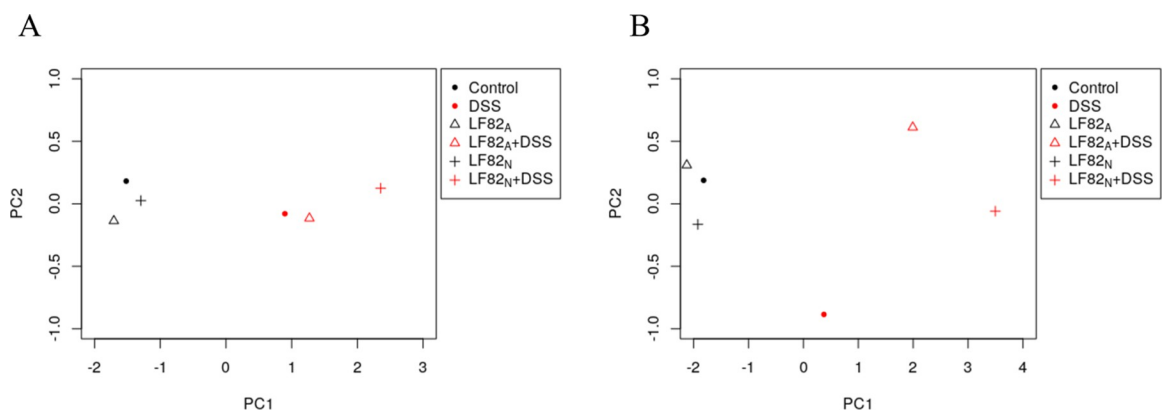 A
PC2
1.0
0.5
0.0
-0.5
-1.0
-2 -1 0 1 2 3
PC1
Control
DSS
LF82A
LF82A+DSS
LF82N
LF82N+DSS
B
PC2
1.0
0.5
0.0
-0.5
-1.0
-2 -1 0 1 2 3 4
PC1
Control
DSS
LF82A
LF82A+DSS
LF82N
LF82N+DSS